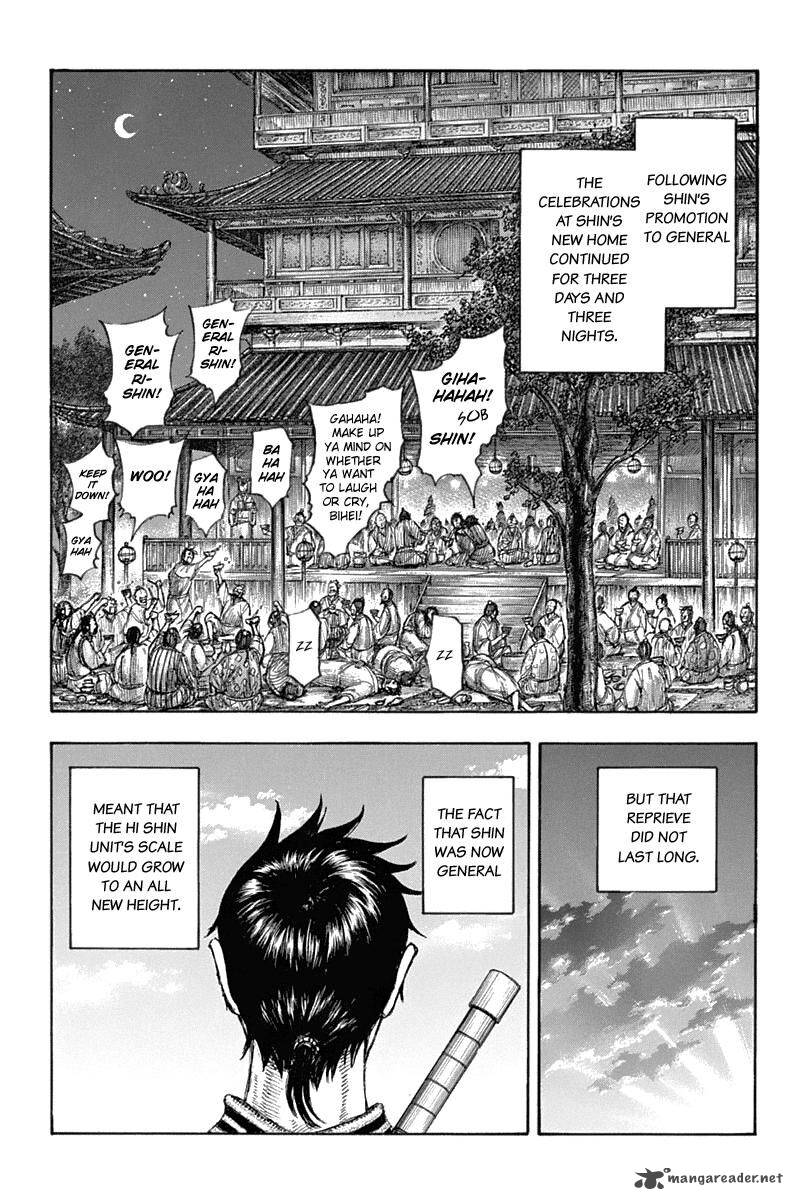 FOLLOWING
SHIN'S
PROMOTION
TO GENERAL
THE
CELEBRATIONS
AT SHIN'S
NEW HOME
CONTINUED
FOR THREE
DAYS AND
THREE
NIGHTS.
GIHA-
HAHAH!
SOB
SHIN!
GAHAHA!
MAKE UP
YA MIND ON
WHETHER
YA WANT
TO LAUGH
OR CRY,
BIHEI!
GEN-
ERAL
RI-
SHIN!
GEN-
ERAL
RI-
SHIN!
BA
HA
HAH
GYA
HA
HAH
WOO!
KEEP
IT
DOWN!
GYA
HAH
ZZ
ZZ
BUT THAT
REPRIEVE
DID NOT
LAST LONG.
THE FACT
THAT SHIN
WAS NOW
GENERAL
MEANT THAT
THE HI SHIN
UNIT'S SCALE
WOULD GROW
TO AN ALL
NEW HEIGHT.
mangareader.net